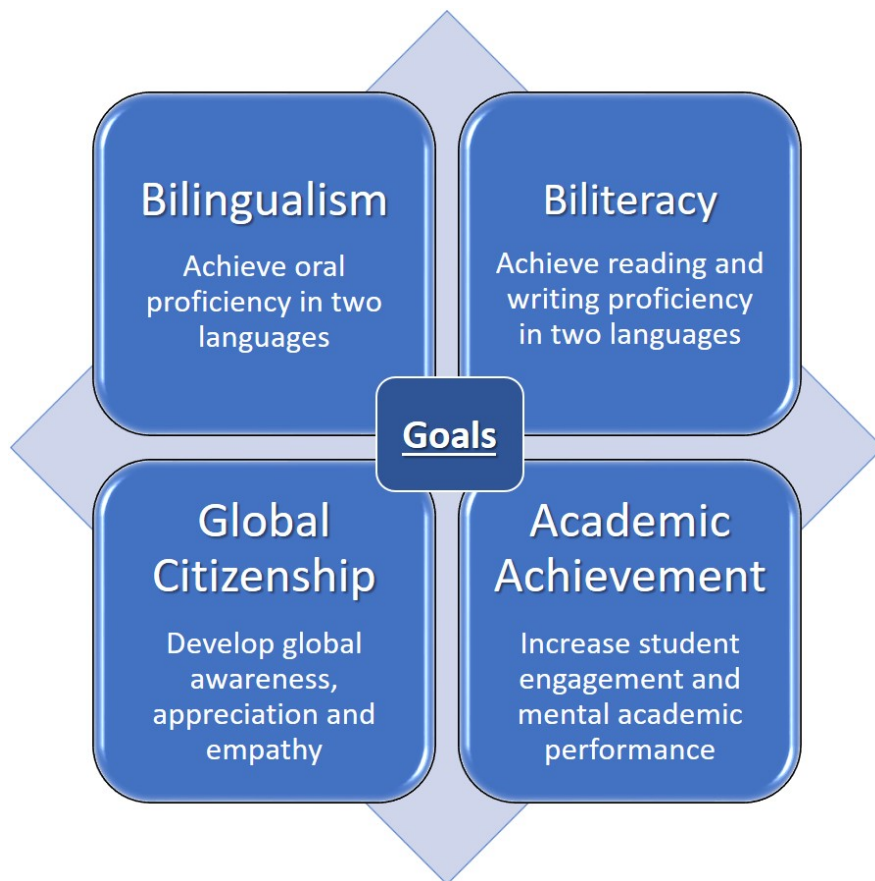 Bilingualism
Achieve oral
proficiency in two
languages
Biliteracy
Achieve reading and
writing proficiency
in two languages
Goals
Global
Citizenship
Develop global
awareness,
appreciation and
empathy
Academic
Achievement
Increase student
engagement and
mental academic
performance